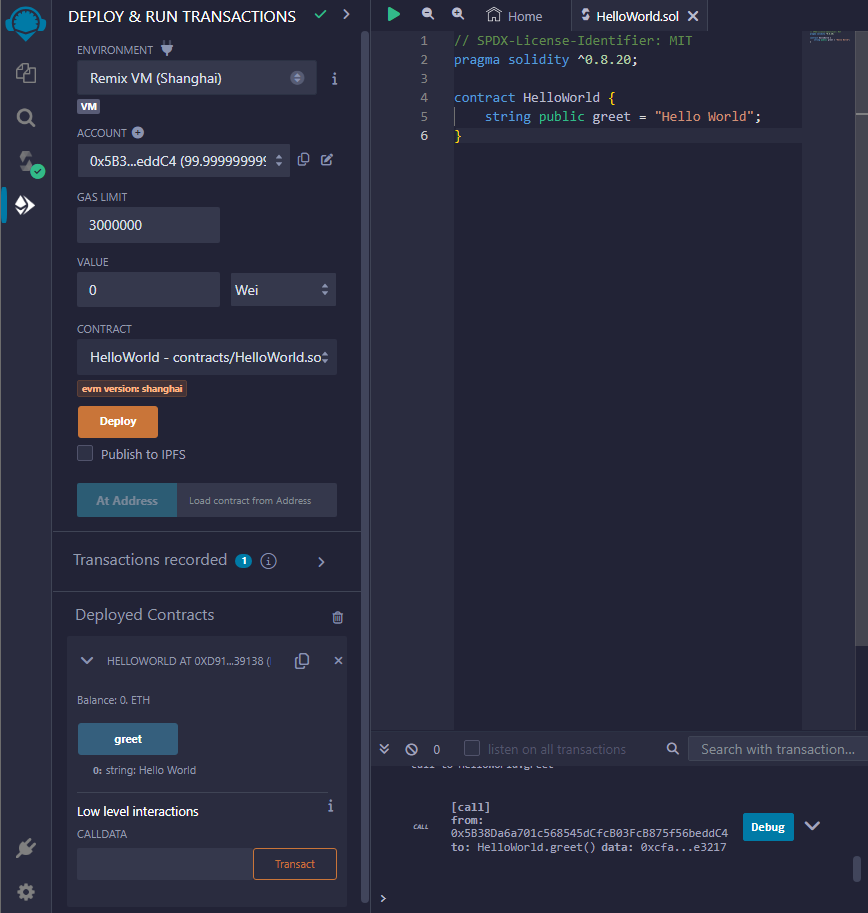 DEPLOY & RUN TRANSACTIONS
ENVIRONMENT
Remix VM (Shanghai)
VM
ACCOUNT
0x5B3...eddC4 (99.9999999999
GAS LIMIT
3000000
VALUE
0
Wei
CONTRACT
HelloWorld - contracts/HelloWorld.so
evm version: shanghai
Deploy
Publish to IPFS
At Address
Load contract from Address
Transactions recorded 1
Deployed Contracts
HELLOWORLD AT 0XD91...39138 (
Balance: 0. ETH
greet
0: string: Hello World
Low level interactions
CALLDATA
Transact
Home
HelloWorld.sol
1 // SPDX-License-Identifier: MIT
2 pragma solidity ^0.8.20;
3
4 contract HelloWorld {
5 string public greet = "Hello World";
6 }
0
listen on all transactions
Search with transaction...
call to HelloWorld.greet
CALL
[call]
from:
0x5B38Da6a701c568545dCfcB03FcB875f56beddC4
to: HelloWorld.greet() data: 0xcfa...e3217
Debug
>